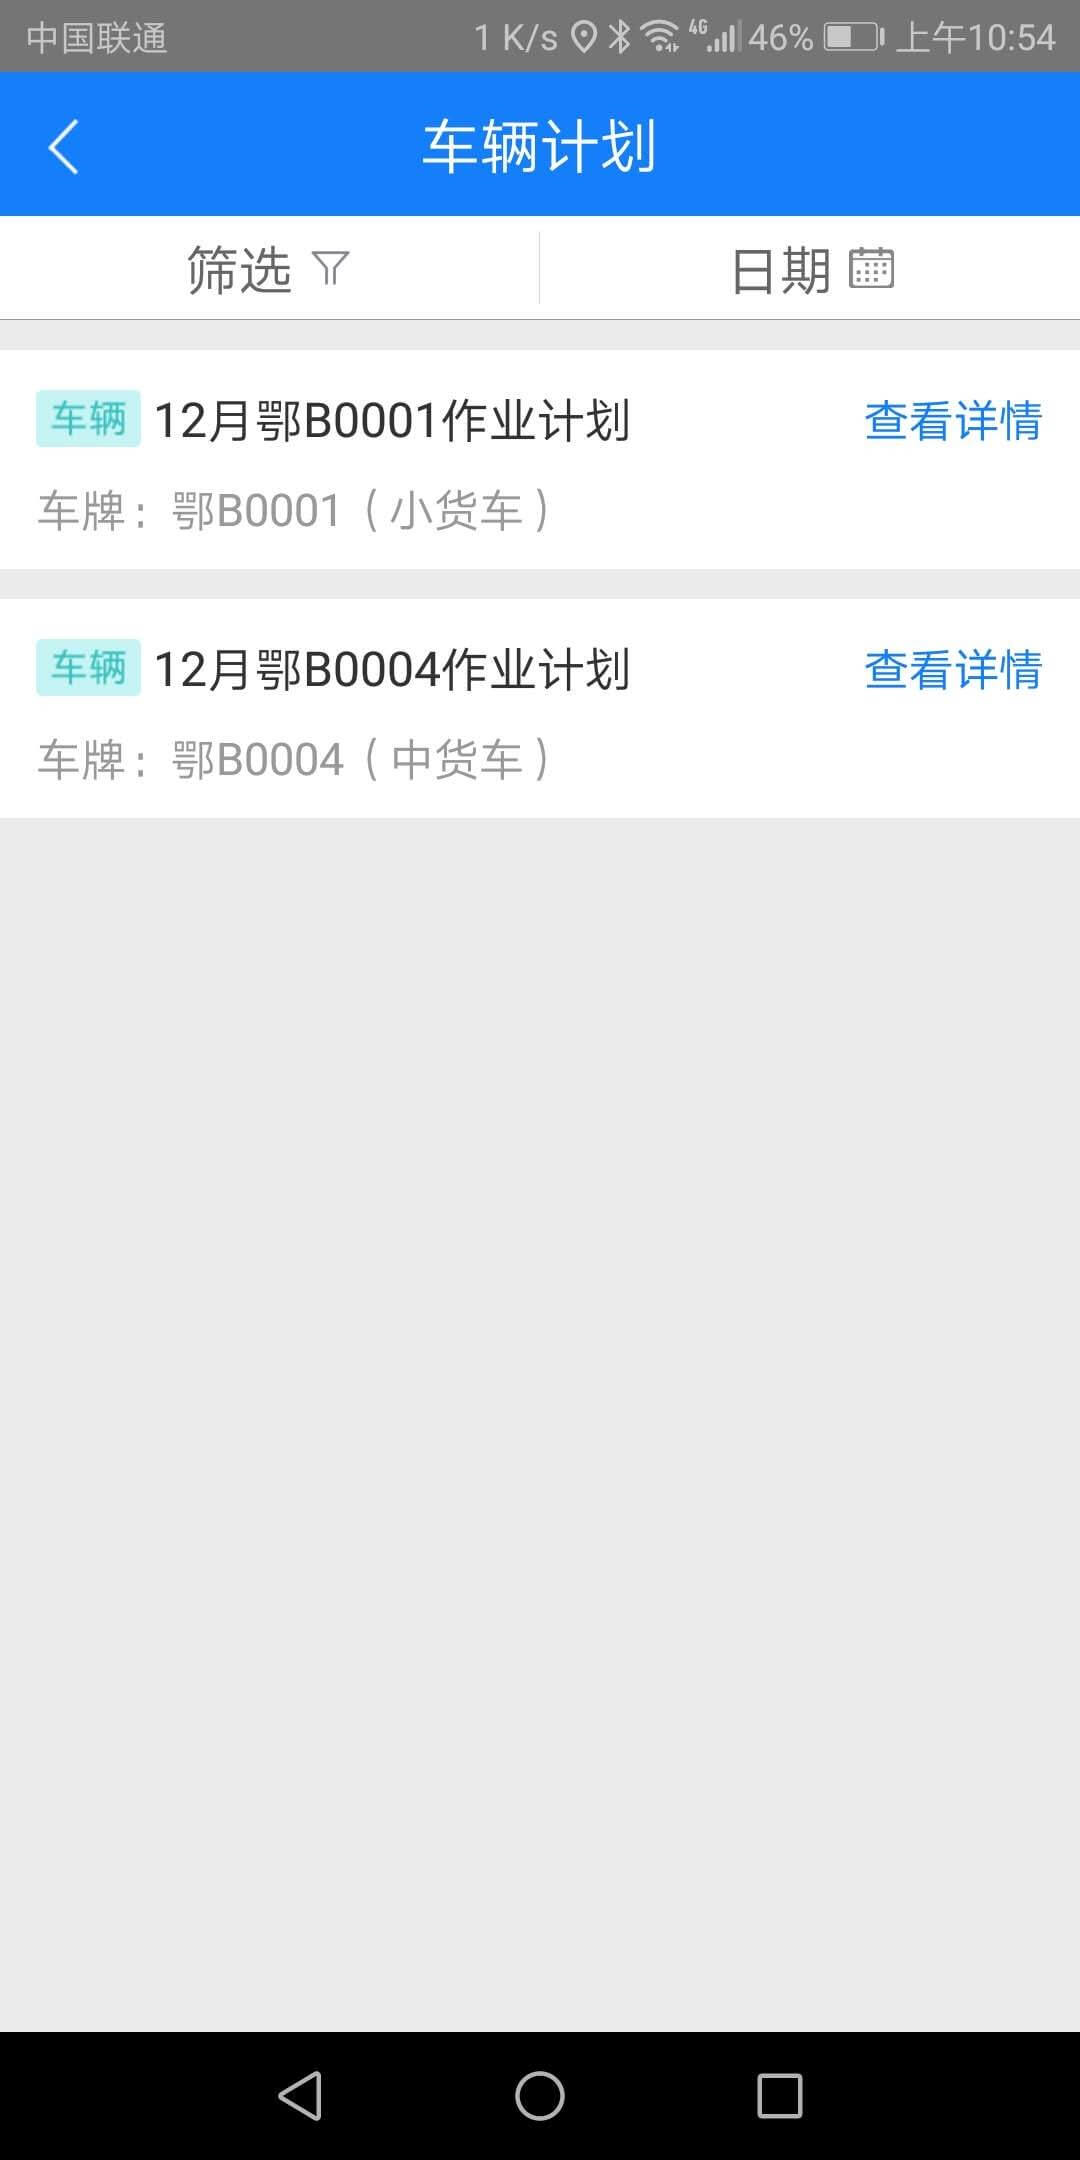 中国联通 1 K/s 4G 46% 上午10:54
车辆计划
筛选 日期
车辆 12月鄂B0001作业计划 查看详情
车牌：鄂B0001（小货车）
车辆 12月鄂B0004作业计划 查看详情
车牌：鄂B0004（中货车）